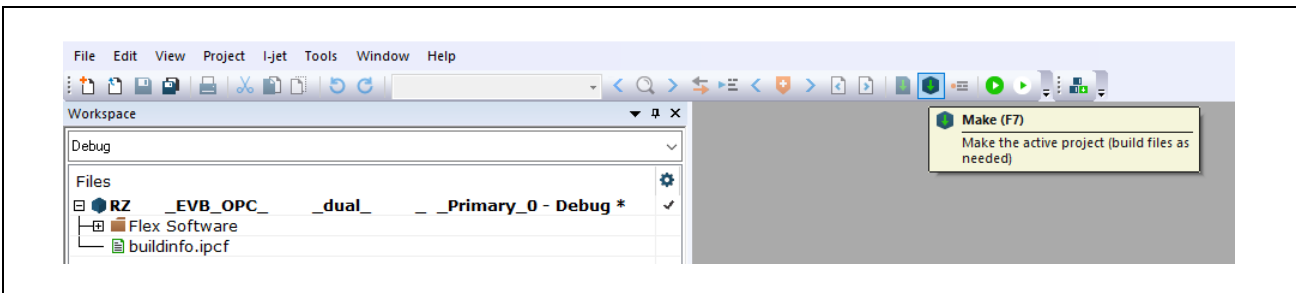 File Edit View Project I-jet Tools Window Help
Workspace
Debug
Files
RZ _EVB_OPC_ _dual_ _ _Primary_0 - Debug *
Flex Software
buildinfo.ipcf
Make (F7)
Make the active project (build files as
needed)